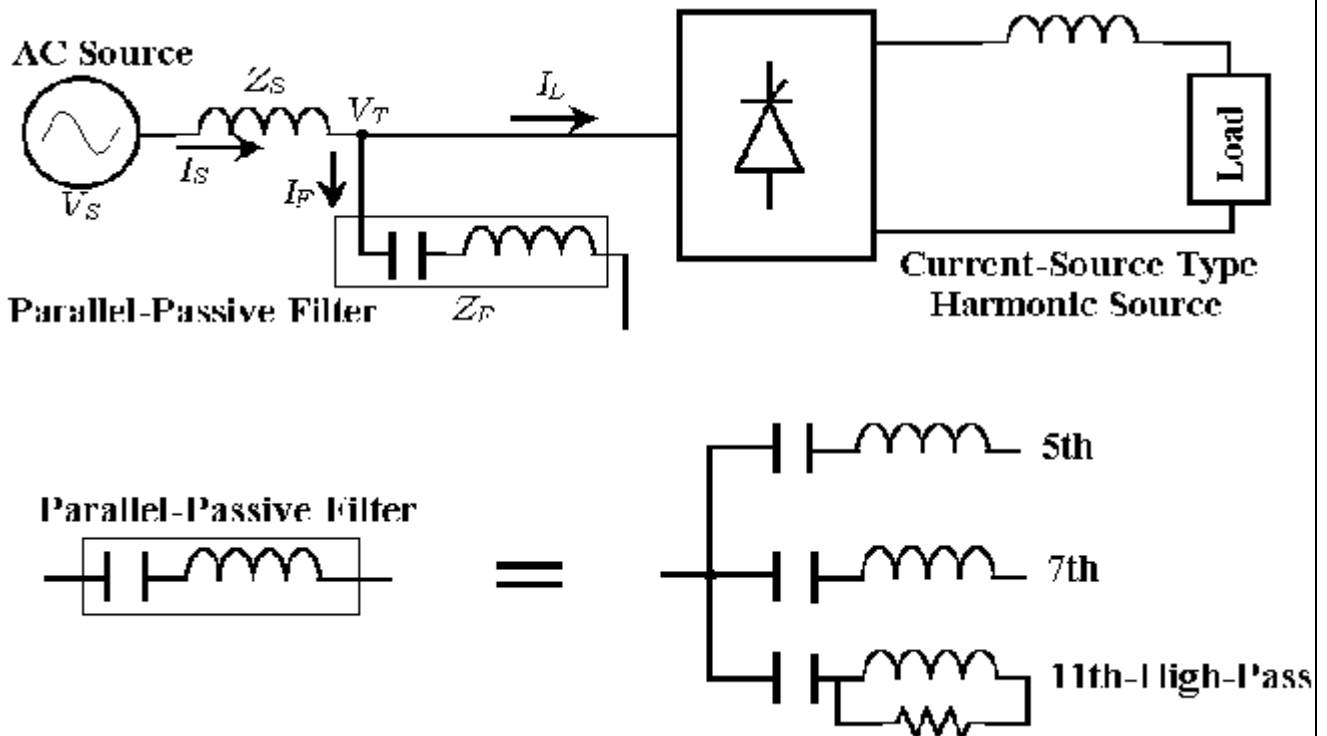 AC Source
Z_S
V_T
I_L
I_S
V_S
I_F
Load
Parallel-Passive Filter
Z_F
Current-Source Type
Harmonic Source
5th
Parallel-Passive Filter
7th
11th-High-Pass